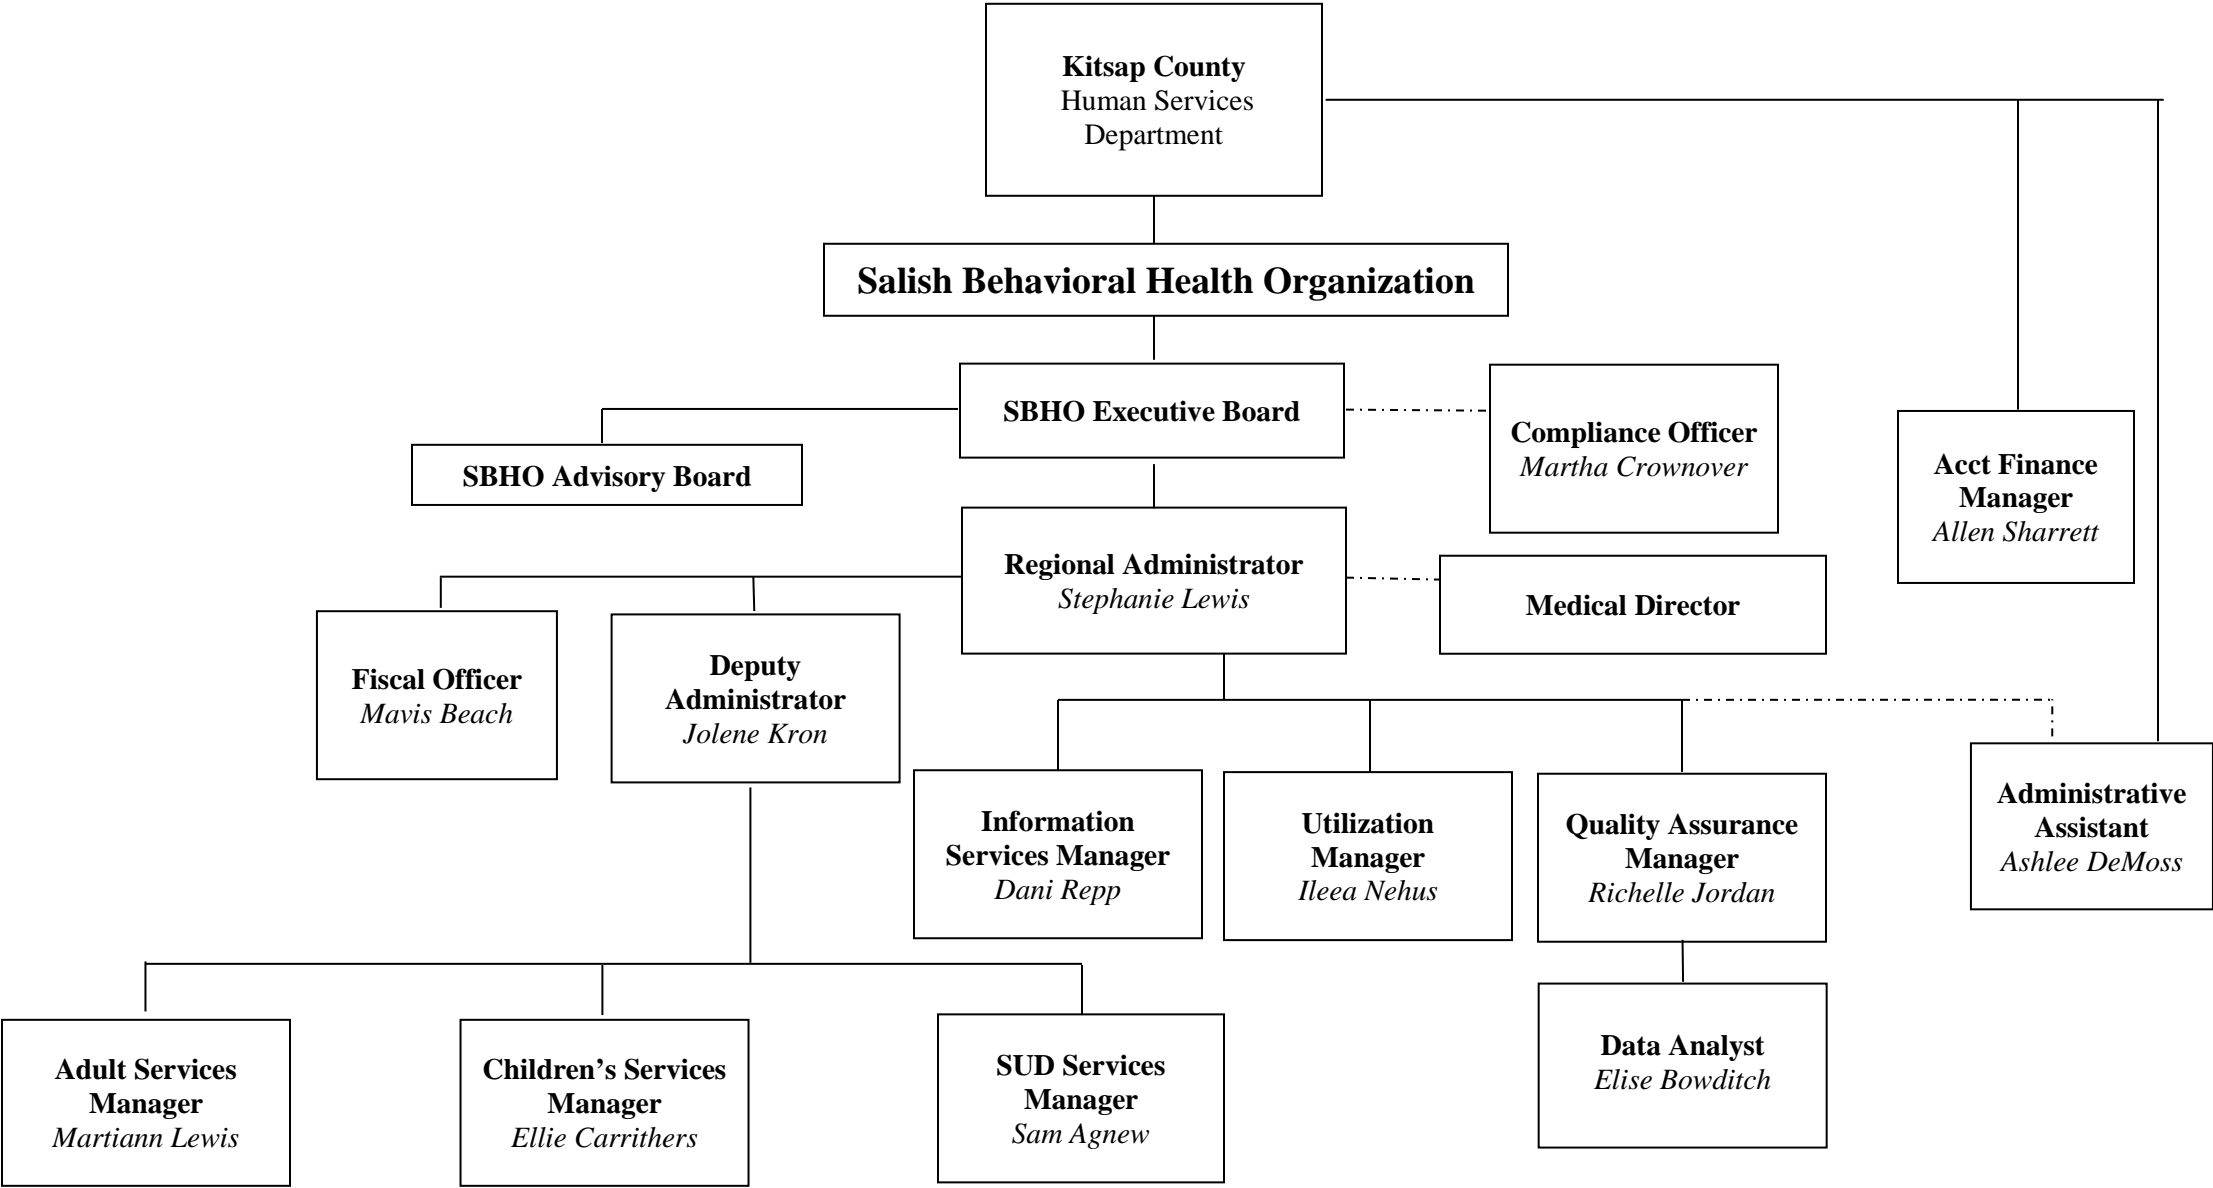 Kitsap County
Human Services
Department
Salish Behavioral Health Organization
SBHO Executive Board
Compliance Officer
Martha Crownover
Acct Finance
Manager
Allen Sharrett
SBHO Advisory Board
Regional Administrator
Stephanie Lewis
Medical Director
Fiscal Officer
Mavis Beach
Deputy
Administrator
Jolene Kron
Information
Services Manager
Dani Repp
Utilization
Manager
Ileea Nehus
Quality Assurance
Manager
Richelle Jordan
Administrative
Assistant
Ashlee DeMoss
Adult Services
Manager
Martiann Lewis
Children’s Services
Manager
Ellie Carrithers
SUD Services
Manager
Sam Agnew
Data Analyst
Elise Bowditch